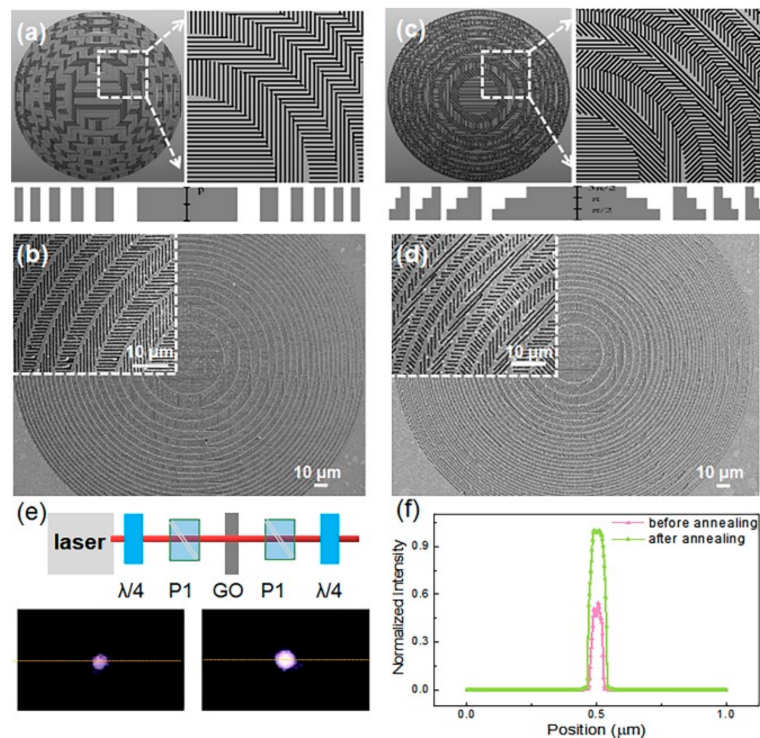 (a)
P
(c)
π
π/2
(b)
10 μm
10 μm
(d)
10 μm
10 μm
(e)
laser
λ/4 P1 GO P1 λ/4
(f)
before annealing
after annealing
Normalized Intensity
0.9
0.6
0.3
0.0
0.0 0.5 1.0
Position (μm)